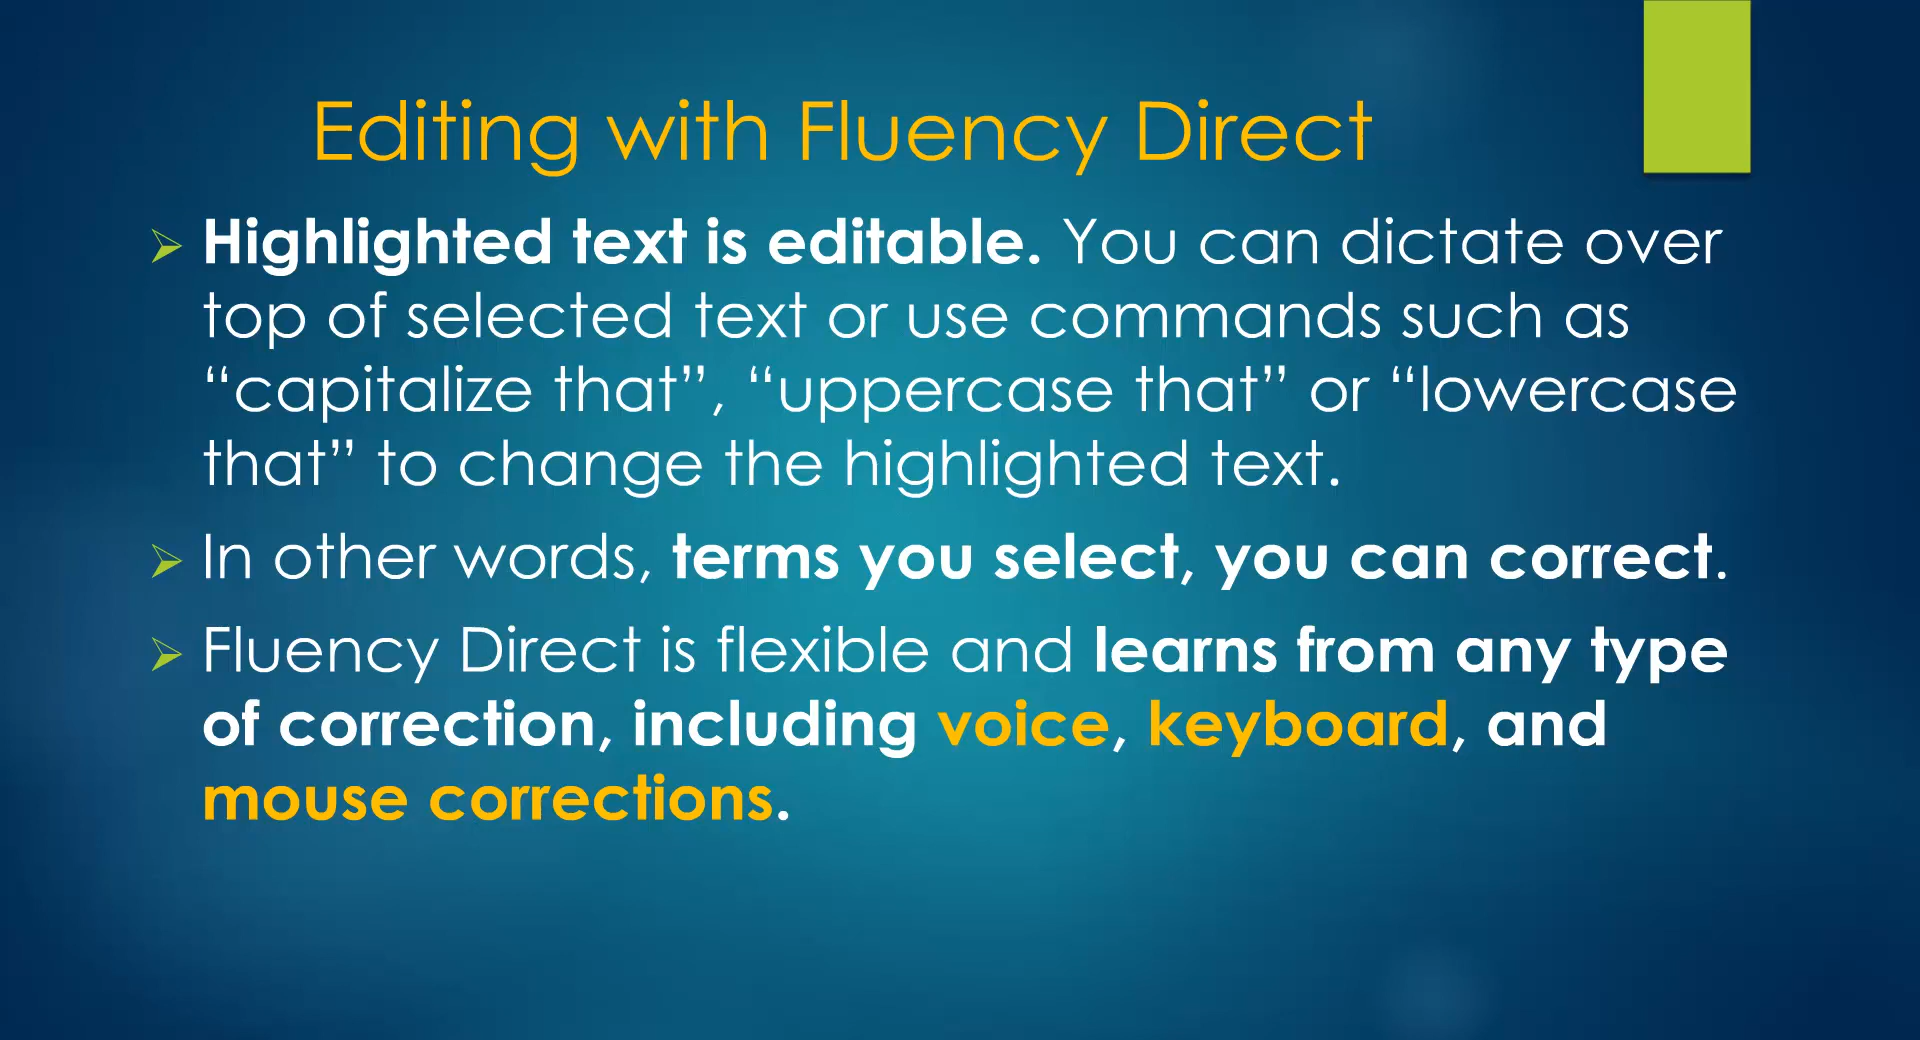 Editing with Fluency Direct
Highlighted text is editable. You can dictate over
top of selected text or use commands such as
“capitalize that”, “uppercase that” or “lowercase
that” to change the highlighted text.
In other words, terms you select, you can correct.
Fluency Direct is flexible and learns from any type
of correction, including voice, keyboard, and
mouse corrections.